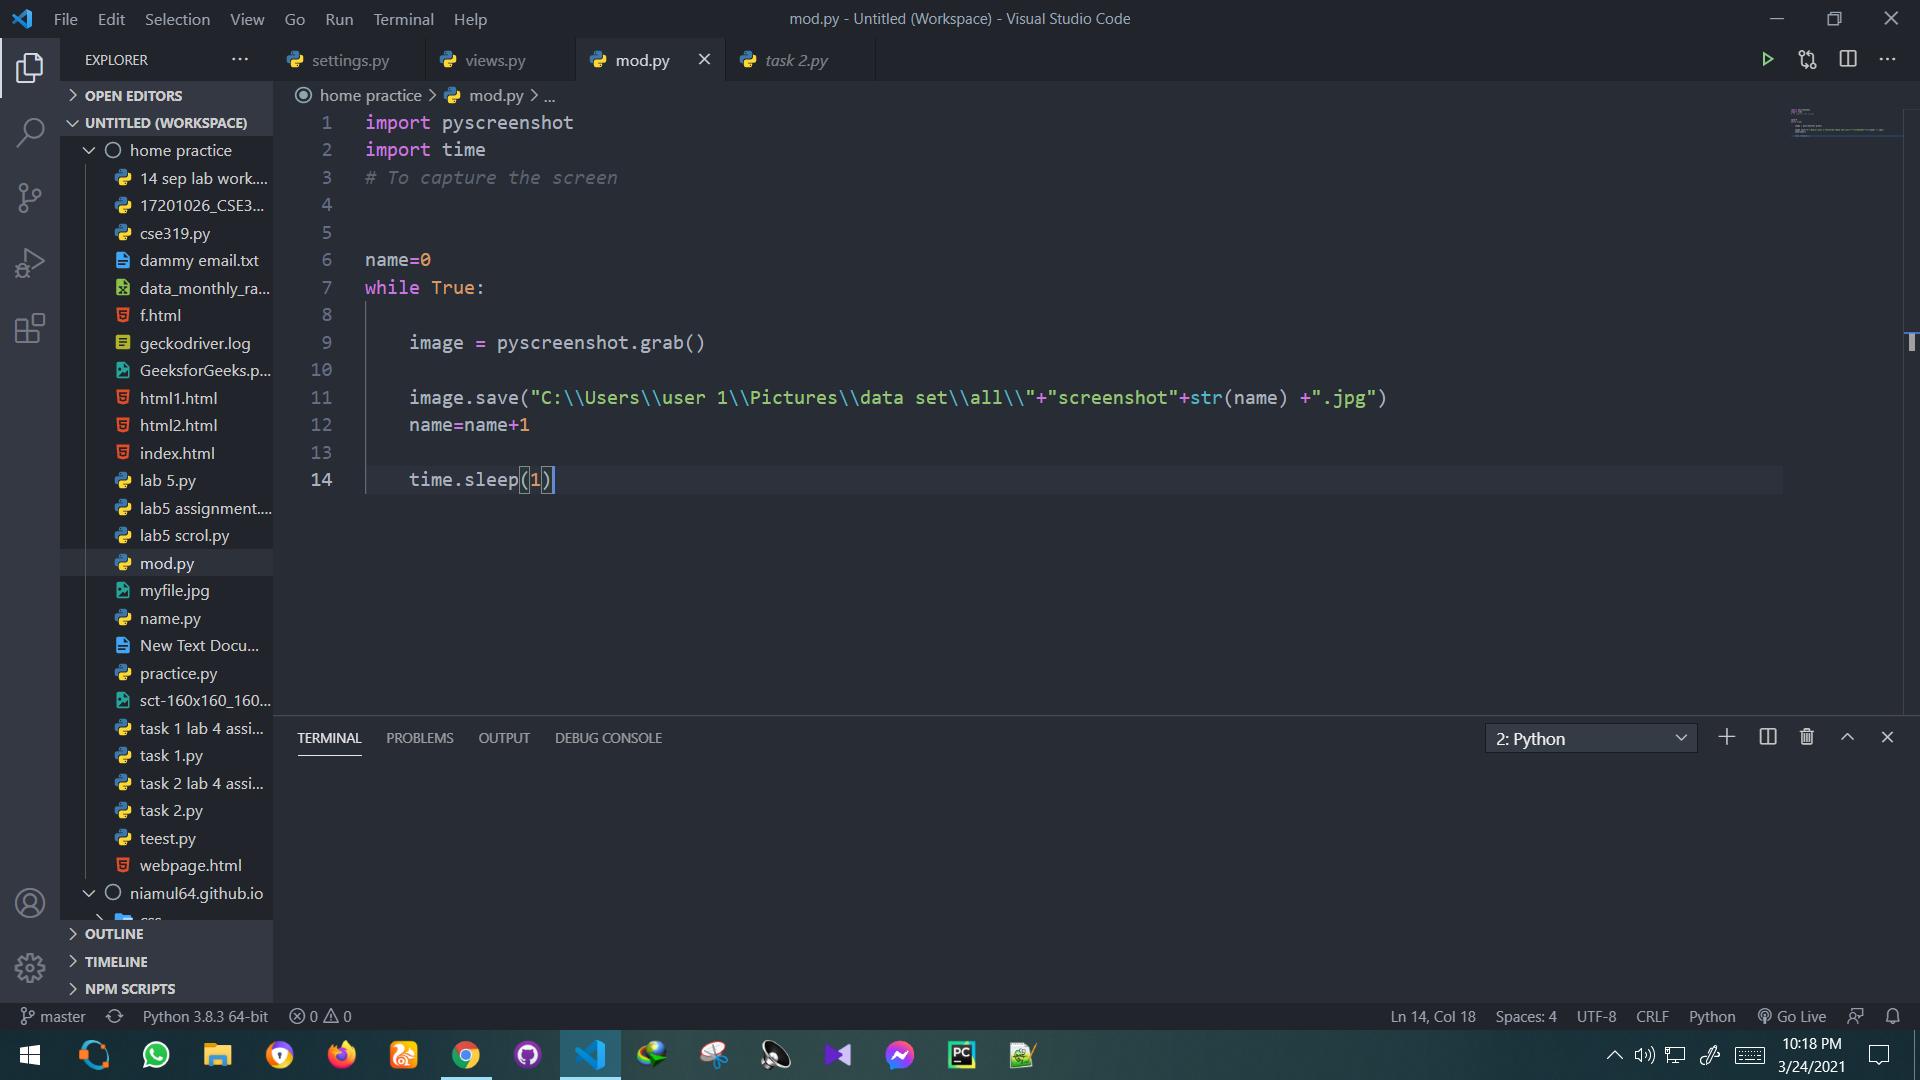 File Edit Selection View Go Run Terminal Help
mod.py - Untitled (Workspace) - Visual Studio Code
EXPLORER
settings.py
views.py
mod.py
task 2.py
OPEN EDITORS
UNTITLED (WORKSPACE)
home practice
14 sep lab work....
17201026_CSE3...
cse319.py
dammy email.txt
data_monthly_ra...
f.html
geckodriver.log
GeeksforGeeks.p...
html1.html
html2.html
index.html
lab 5.py
lab5 assignment....
lab5 scrol.py
mod.py
myfile.jpg
name.py
New Text Docu...
practice.py
sct-160x160_160...
task 1 lab 4 assi...
task 1.py
task 2 lab 4 assi...
task 2.py
teest.py
webpage.html
niamul64.github.io
OUTLINE
TIMELINE
NPM SCRIPTS
home practice > mod.py > ...
1 import pyscreenshot
2 import time
3 # To capture the screen
4
5
6 name=0
7 while True:
8
9 image = pyscreenshot.grab()
10
11 image.save("C:\\Users\\user 1\\Pictures\\data set\\all\\"+"screenshot"+str(name) +".jpg")
12 name=name+1
13
14 time.sleep(1)
TERMINAL PROBLEMS OUTPUT DEBUG CONSOLE
2: Python
master Python 3.8.3 64-bit 0 0
Ln 14, Col 18 Spaces: 4 UTF-8 CRLF Python Go Live
PC
10:18 PM
3/24/2021